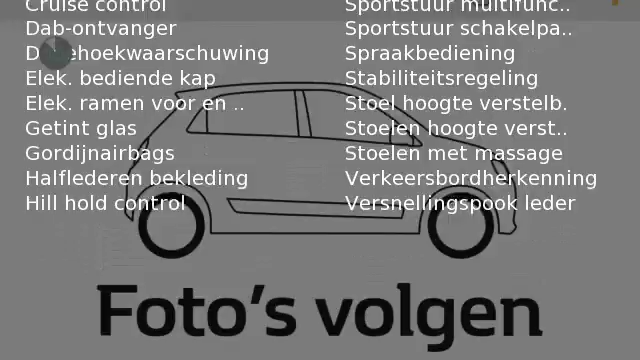 Cruise control
Dab-ontvanger
D hoekwaarschuwing
Elek. bediende kap
Elek. ramen voor en ..
Getint glas
Gordijnairbags
Halflederen bekleding
Hill hold control
Sportstuur multifunc..
Sportstuur schakelpa..
Spraakbediening
Stabiliteitsregeling
Stoel hoogte verstelb.
Stoelen hoogte verst..
Stoelen met massage
Verkeersbordherkenning
Versnellingspook leder
Foto's volgen